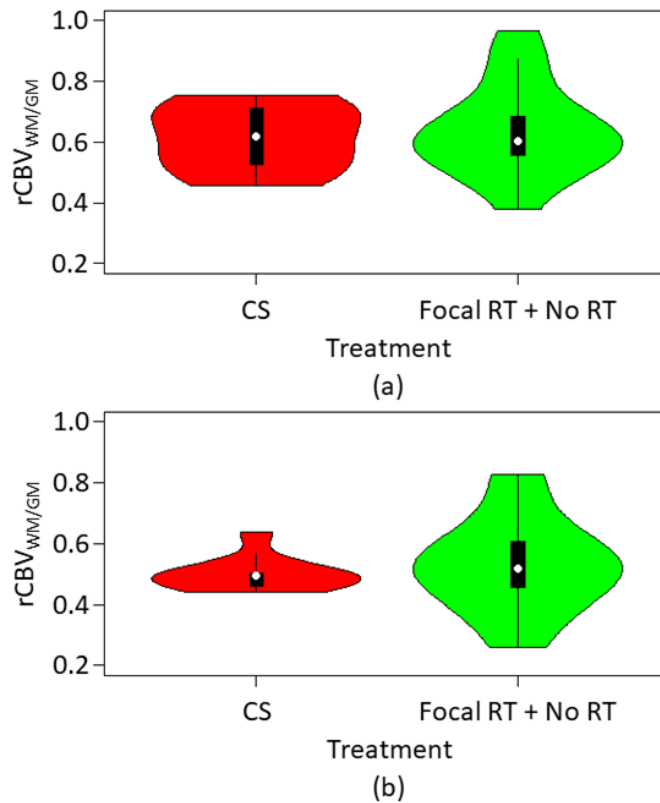 1.0
0.8
0.6
0.4
0.2
rCBVWM/GM
CS Focal RT + No RT
Treatment
(a)
1.0
0.8
0.6
0.4
0.2
rCBVWM/GM
CS Focal RT + No RT
Treatment
(b)